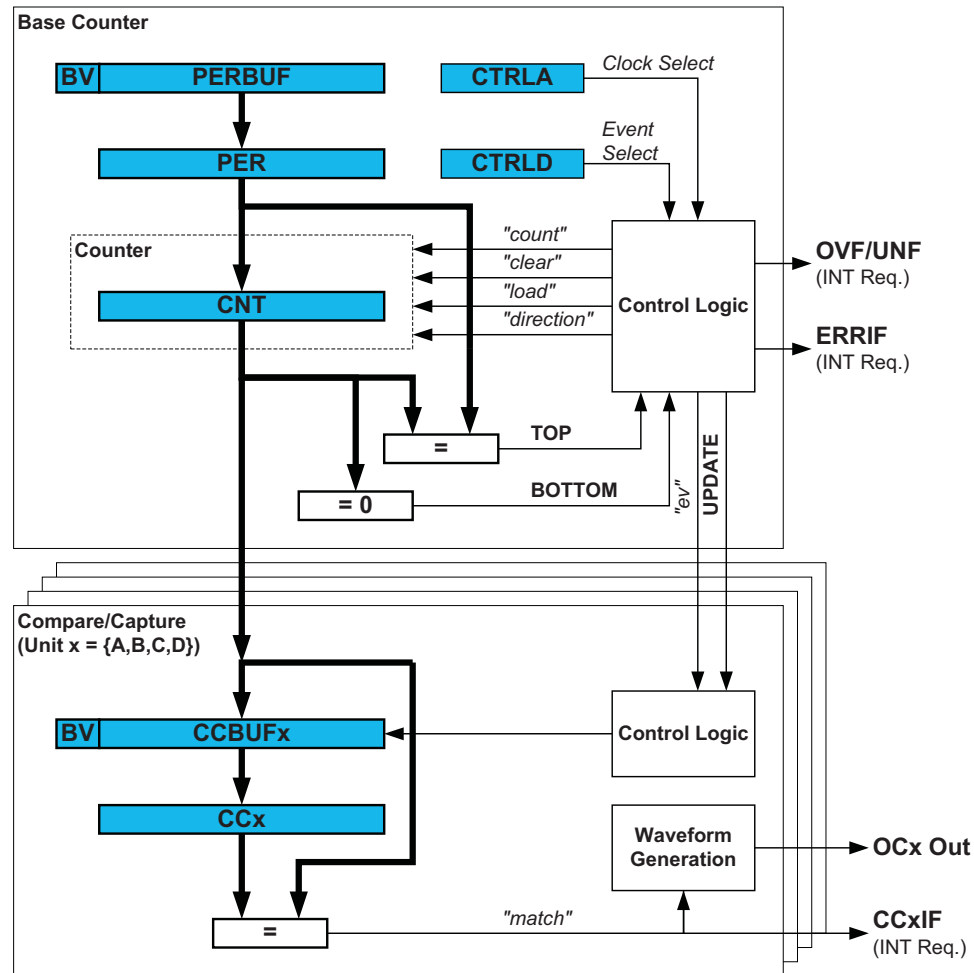 Base Counter
BV PERBUF
CTRLA
Clock Select
Event
Select
PER
CTRLD
Counter
"count"
"clear"
"load"
"direction"
CNT
Control Logic
OVF/UNF
(INT Req.)
ERRIF
(INT Req.)
=
TOP
= 0
BOTTOM
"ev"
UPDATE
Compare/Capture
(Unit x = {A,B,C,D})
BV CCBUFx
Control Logic
CCx
Waveform
Generation
OCx Out
=
"match"
CCxIF
(INT Req.)